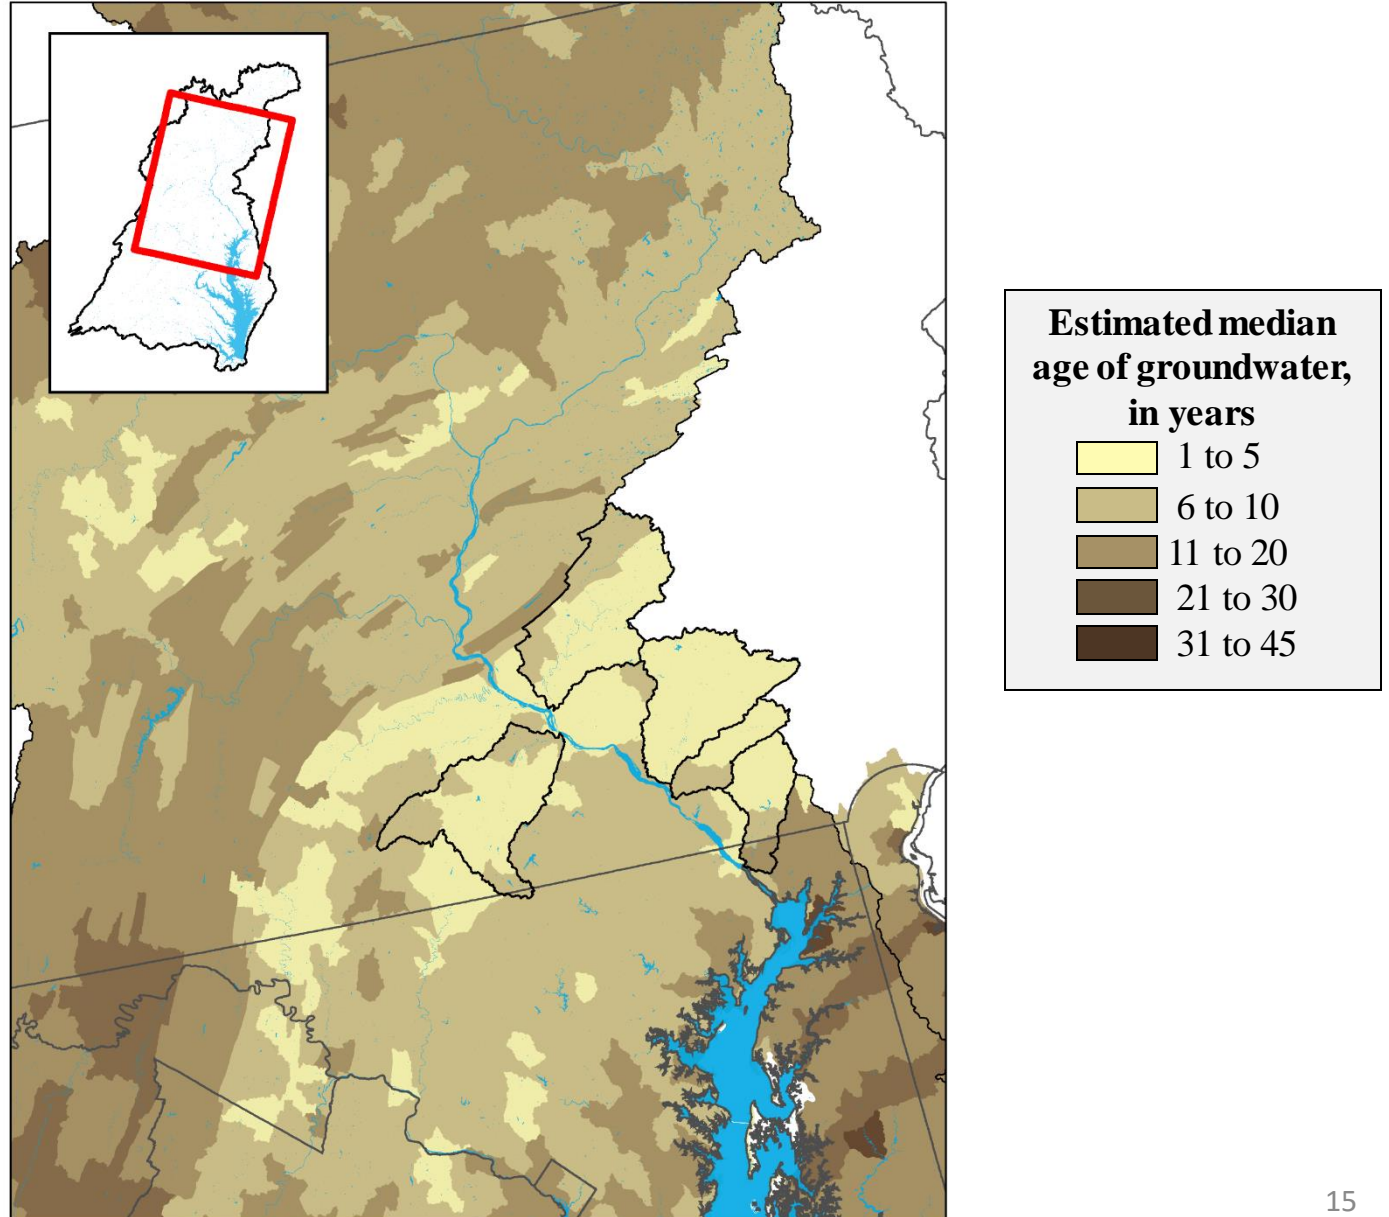 Estimated median
age of groundwater,
in years
1 to 5
6 to 10
11 to 20
21 to 30
31 to 45
15